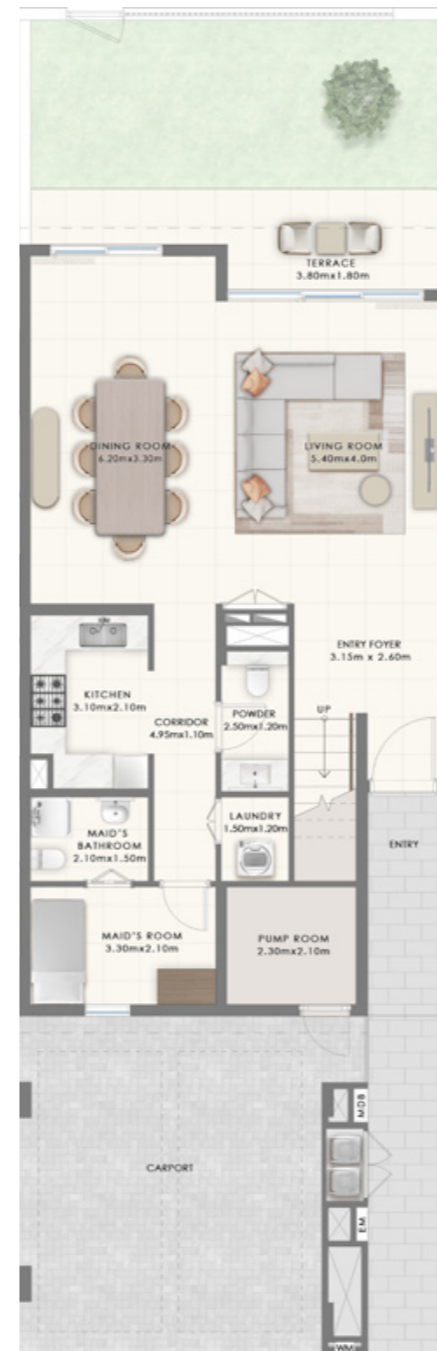 TERRACE
3.80mx1.80m
DINING ROOM
6.20mx3.30m
LIVING ROOM
5.40mx4.0m
ENTRY FOYER
3.15m x 2.60m
KITCHEN
3.10mx2.10m
CORRIDOR
4.95mx1.10m
POWDER
2.50mx1.20m
UP
MAID'S
BATHROOM
2.10mx1.50m
LAUNDRY
1.50mx1.20m
ENTRY
MAID'S ROOM
3.30mx2.10m
PUMP ROOM
2.30mx2.10m
MDB
CARPORT
EM
WM